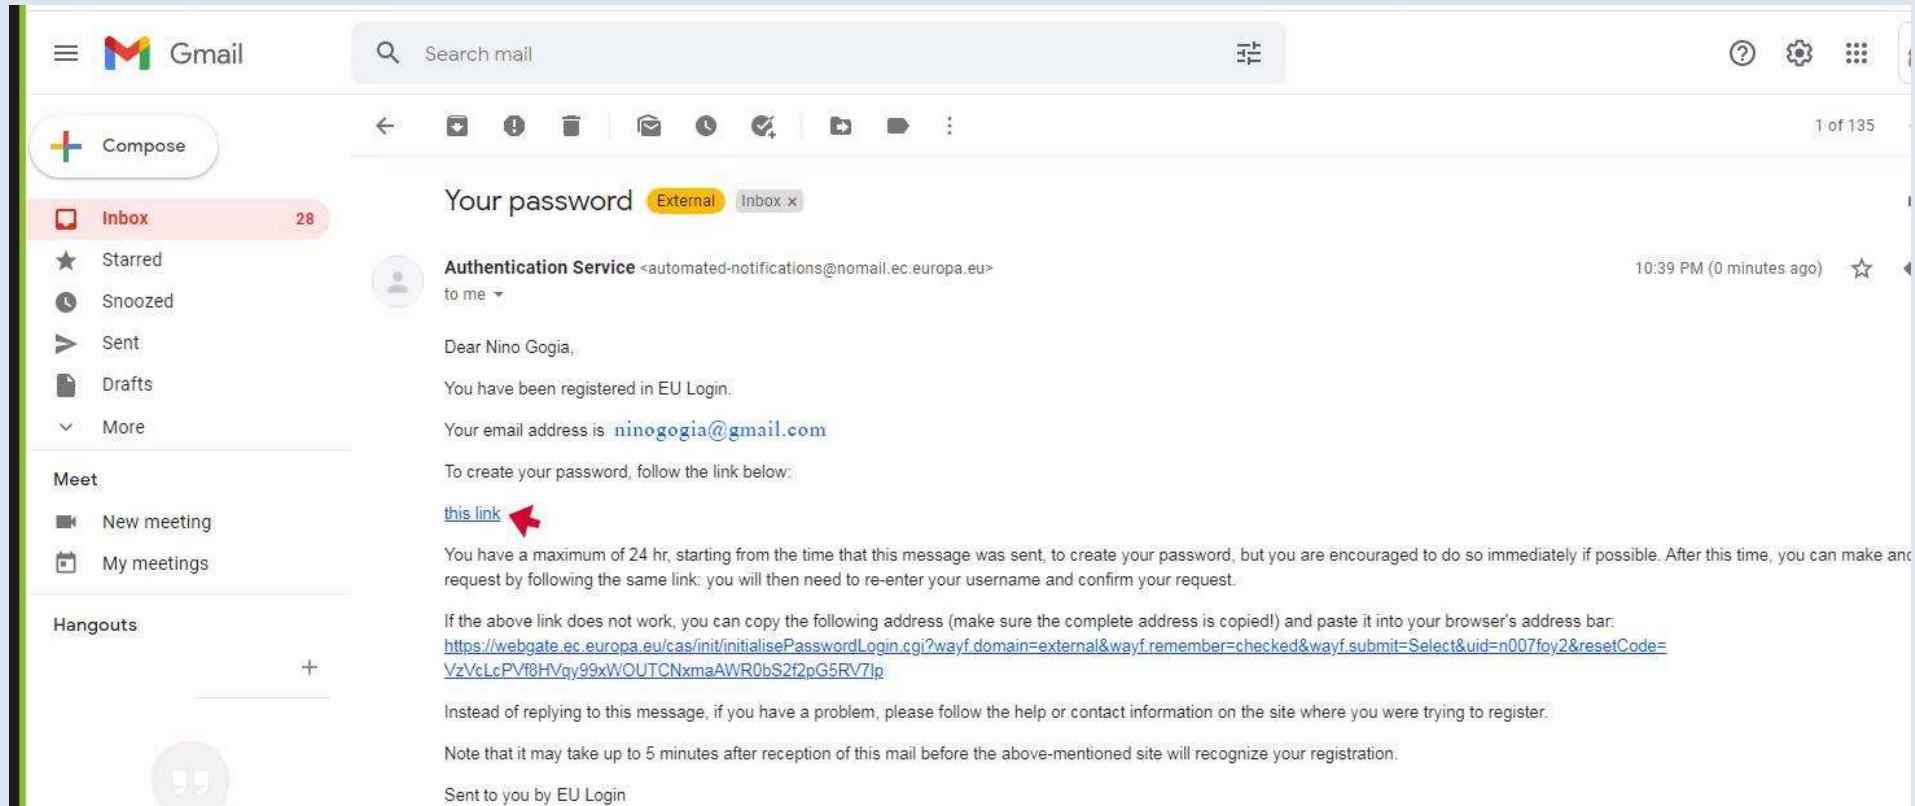 Gmail
Search mail
Compose
1 of 135
Inbox 28
Starred
Snoozed
Sent
Drafts
More
Meet
New meeting
My meetings
Hangouts
Your password External Inbox x
Authentication Service <automated-notifications@nomail.ec.europa.eu>
10:39 PM (0 minutes ago)
to me
Dear Nino Gogia,
You have been registered in EU Login.
Your email address is ninogogia@gmail.com
To create your password, follow the link below:
this link
You have a maximum of 24 hr, starting from the time that this message was sent, to create your password, but you are encouraged to do so immediately if possible. After this time, you can make
request by following the same link: you will then need to re-enter your username and confirm your request.
If the above link does not work, you can copy the following address (make sure the complete address is copied!) and paste it into your browser's address bar:
https://webgate.ec.europa.eu/cas/init/initialisePasswordLogin.cgi?wayf.domain=external&wayf.remember=checked&wayf.submit=Select&uid=n007foy2&resetCode=
Instead of replying to this message, if you have a problem, please follow the help or contact information on the site where you were trying to register.
Note that it may take up to 5 minutes after reception of this mail before the above-mentioned site will recognize your registration.
Sent to you by EU Login